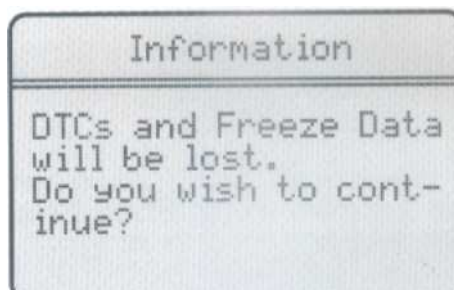 Information
DTCs and Freeze Data
will be lost.
Do you wish to cont-
inue?